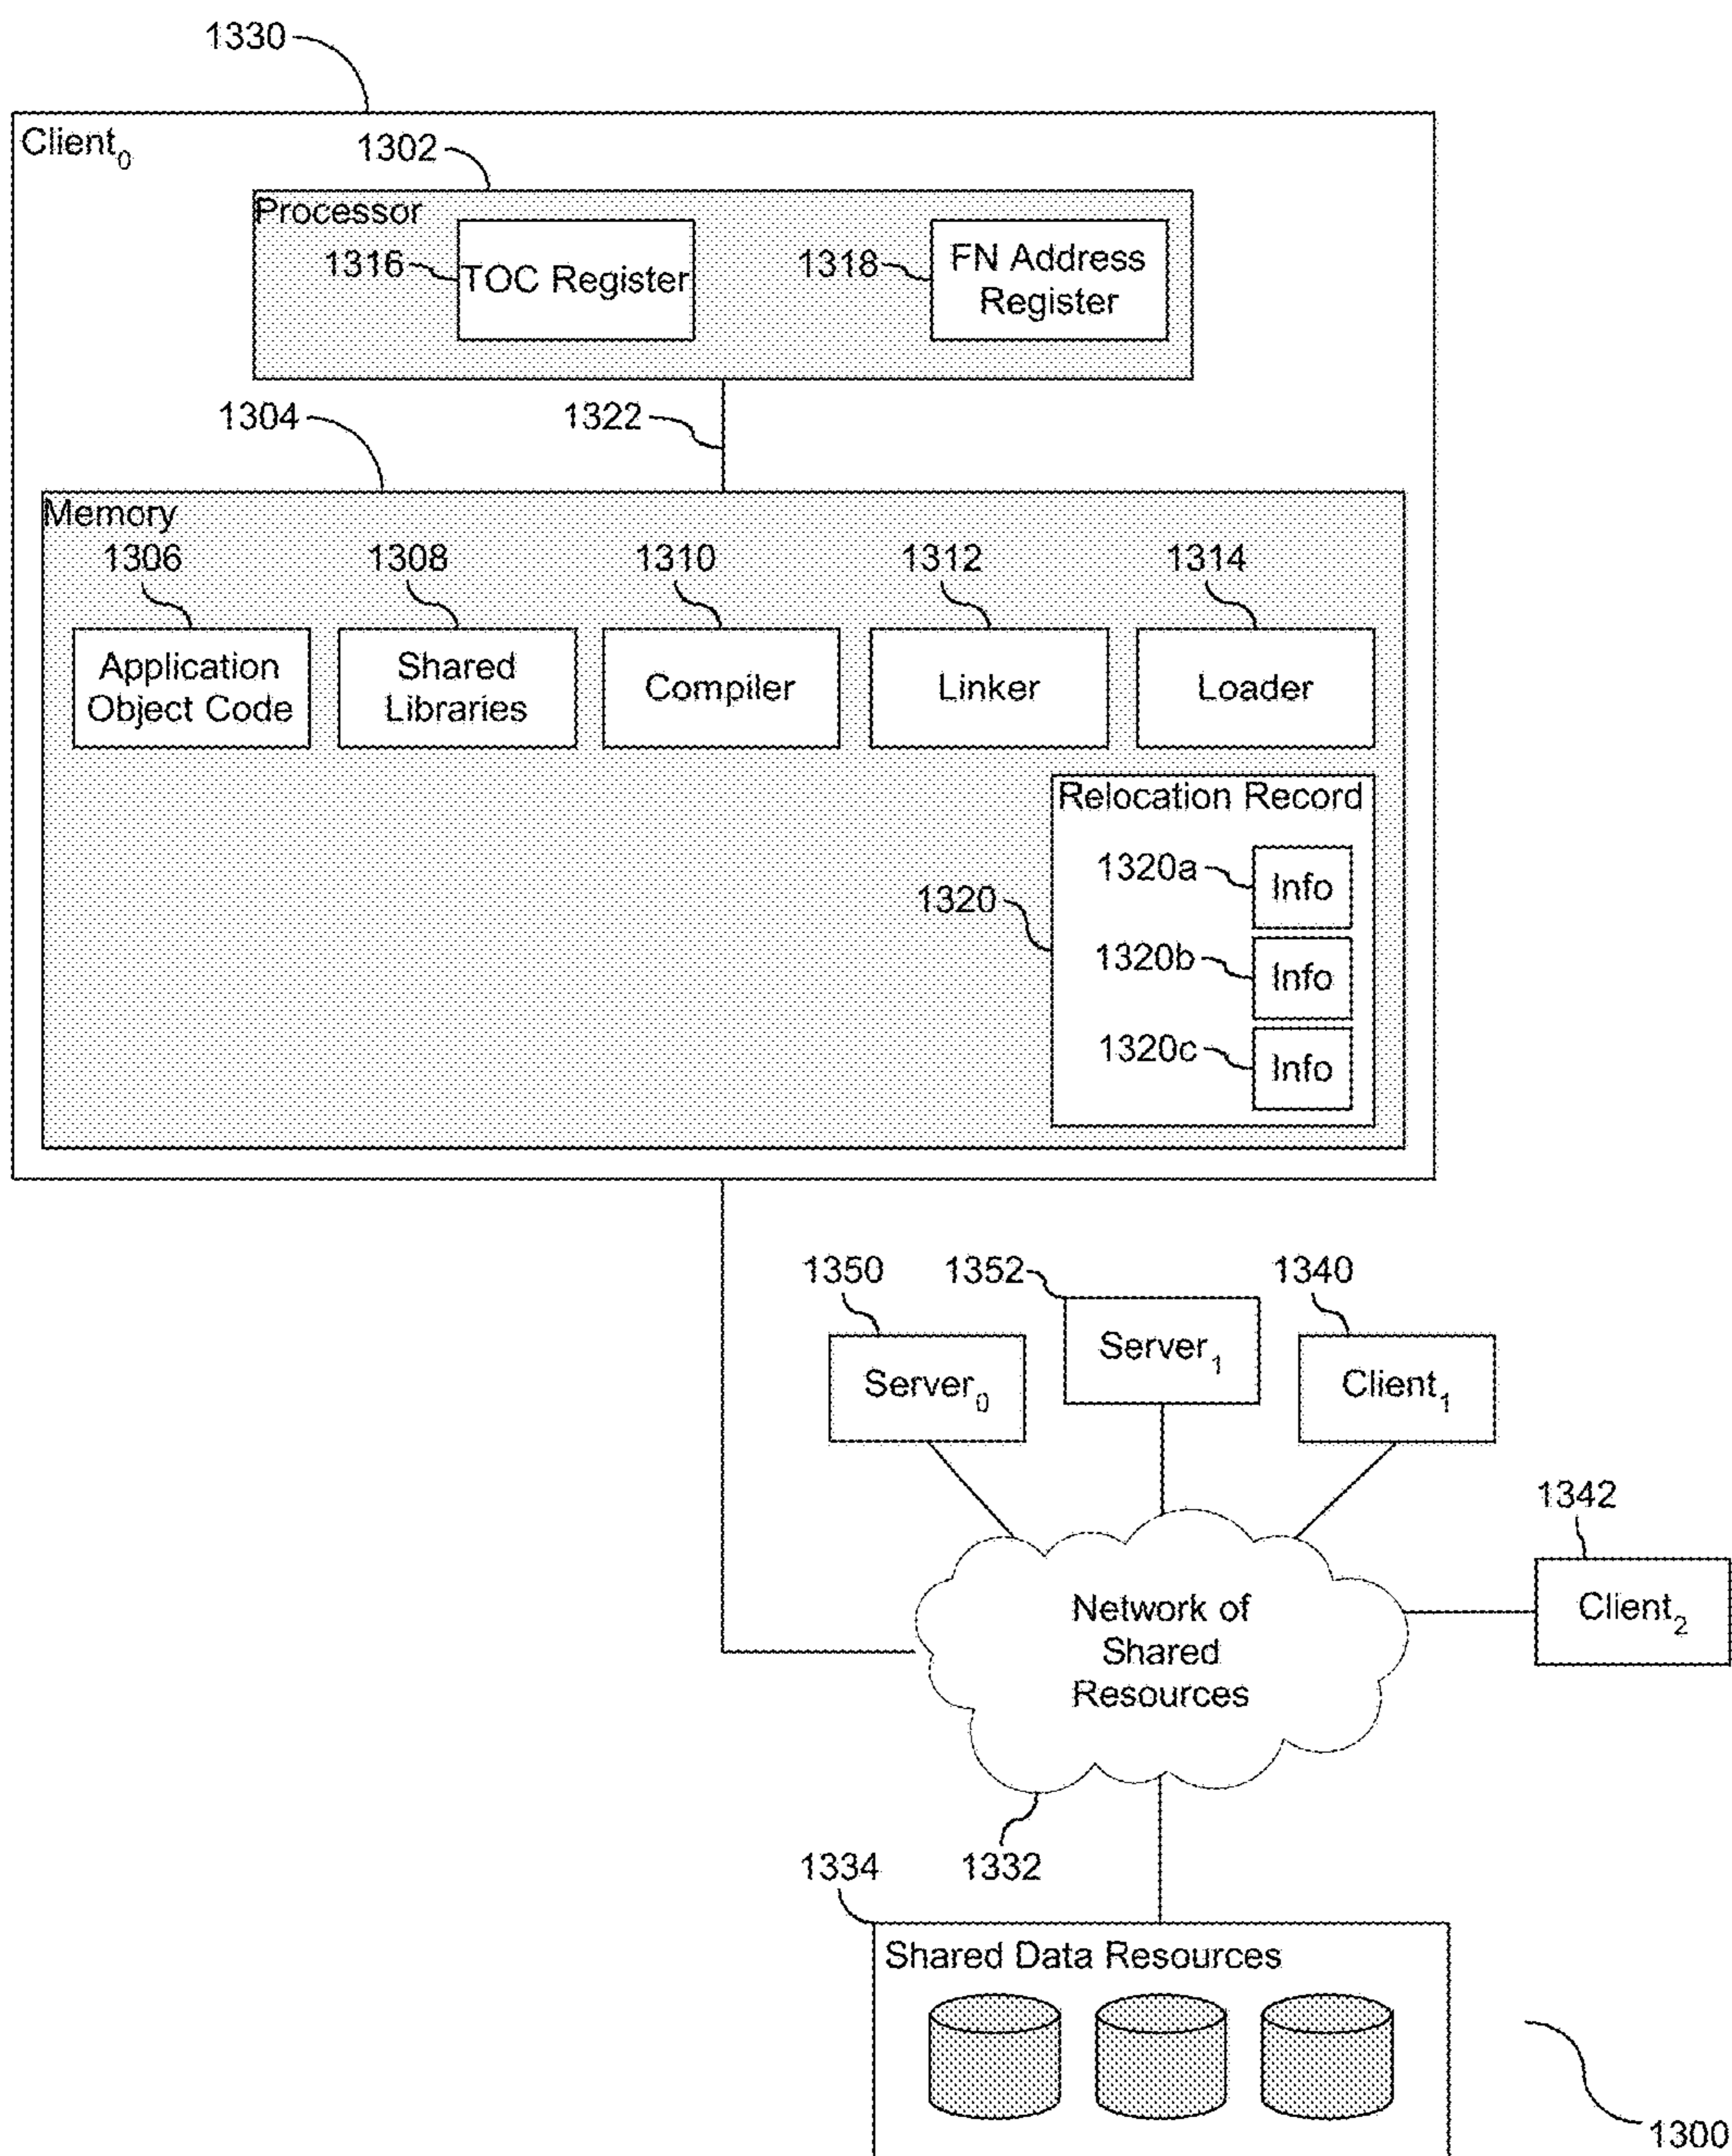 1330
Client₀
1302
Processor
1316
TOC Register
1318
FN Address
Register
1304
1322
Memory
1306
1308
1310
1312
1314
Application
Object Code
Shared
Libraries
Compiler
Linker
Loader
Relocation Record
1320
1320a
Info
1320b
Info
1320c
Info
1350
1352
1340
Server₀
Server₁
Client₁
1342
Client₂
Network of
Shared
Resources
1334
1332
Shared Data Resources
1300